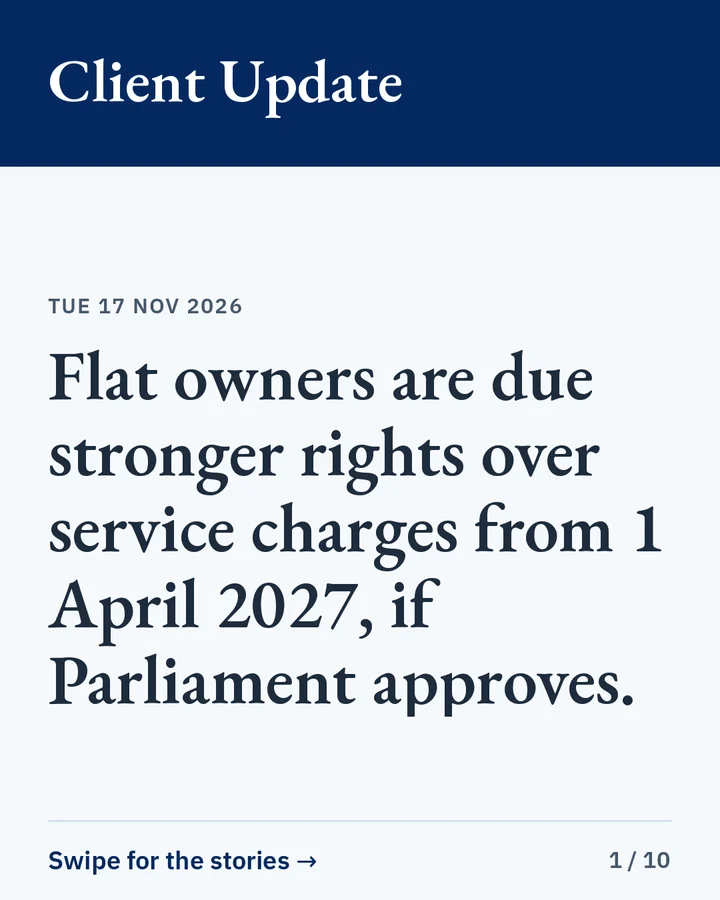 Client Update
TUE 17 NOV 2026
Flat owners are due
stronger rights over
service charges from 1
April 2027, if
Parliament approves.
Swipe for the stories →
1 / 10